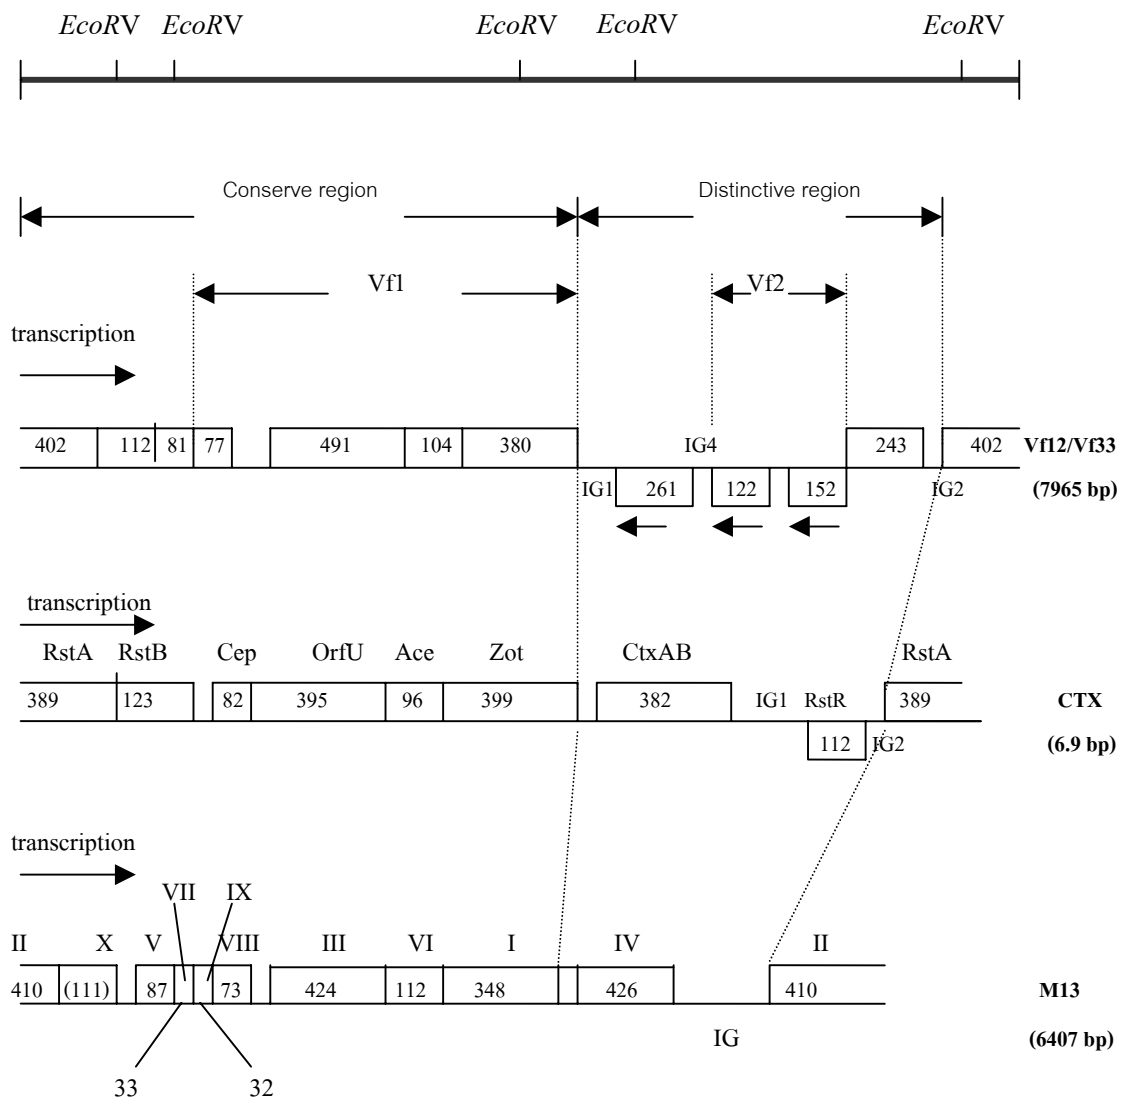 EcoRV EcoRV EcoRV EcoRV EcoRV
Conserve region Distinctive region
Vf1 Vf2
transcription
402 112 81 77 491 104 380 IG4 243 402 Vf12/Vf33
IG1 261 122 152 IG2 (7965 bp)
transcription
RstA RstB Cep OrfU Ace Zot CtxAB RstA
389 123 82 395 96 399 382 IG1 RstR 389 CTX
112 IG2 (6.9 bp)
transcription
VII IX
II X V VIII III VI I IV II
410 (111) 87 73 424 112 348 426 410 M13
IG (6407 bp)
33 32